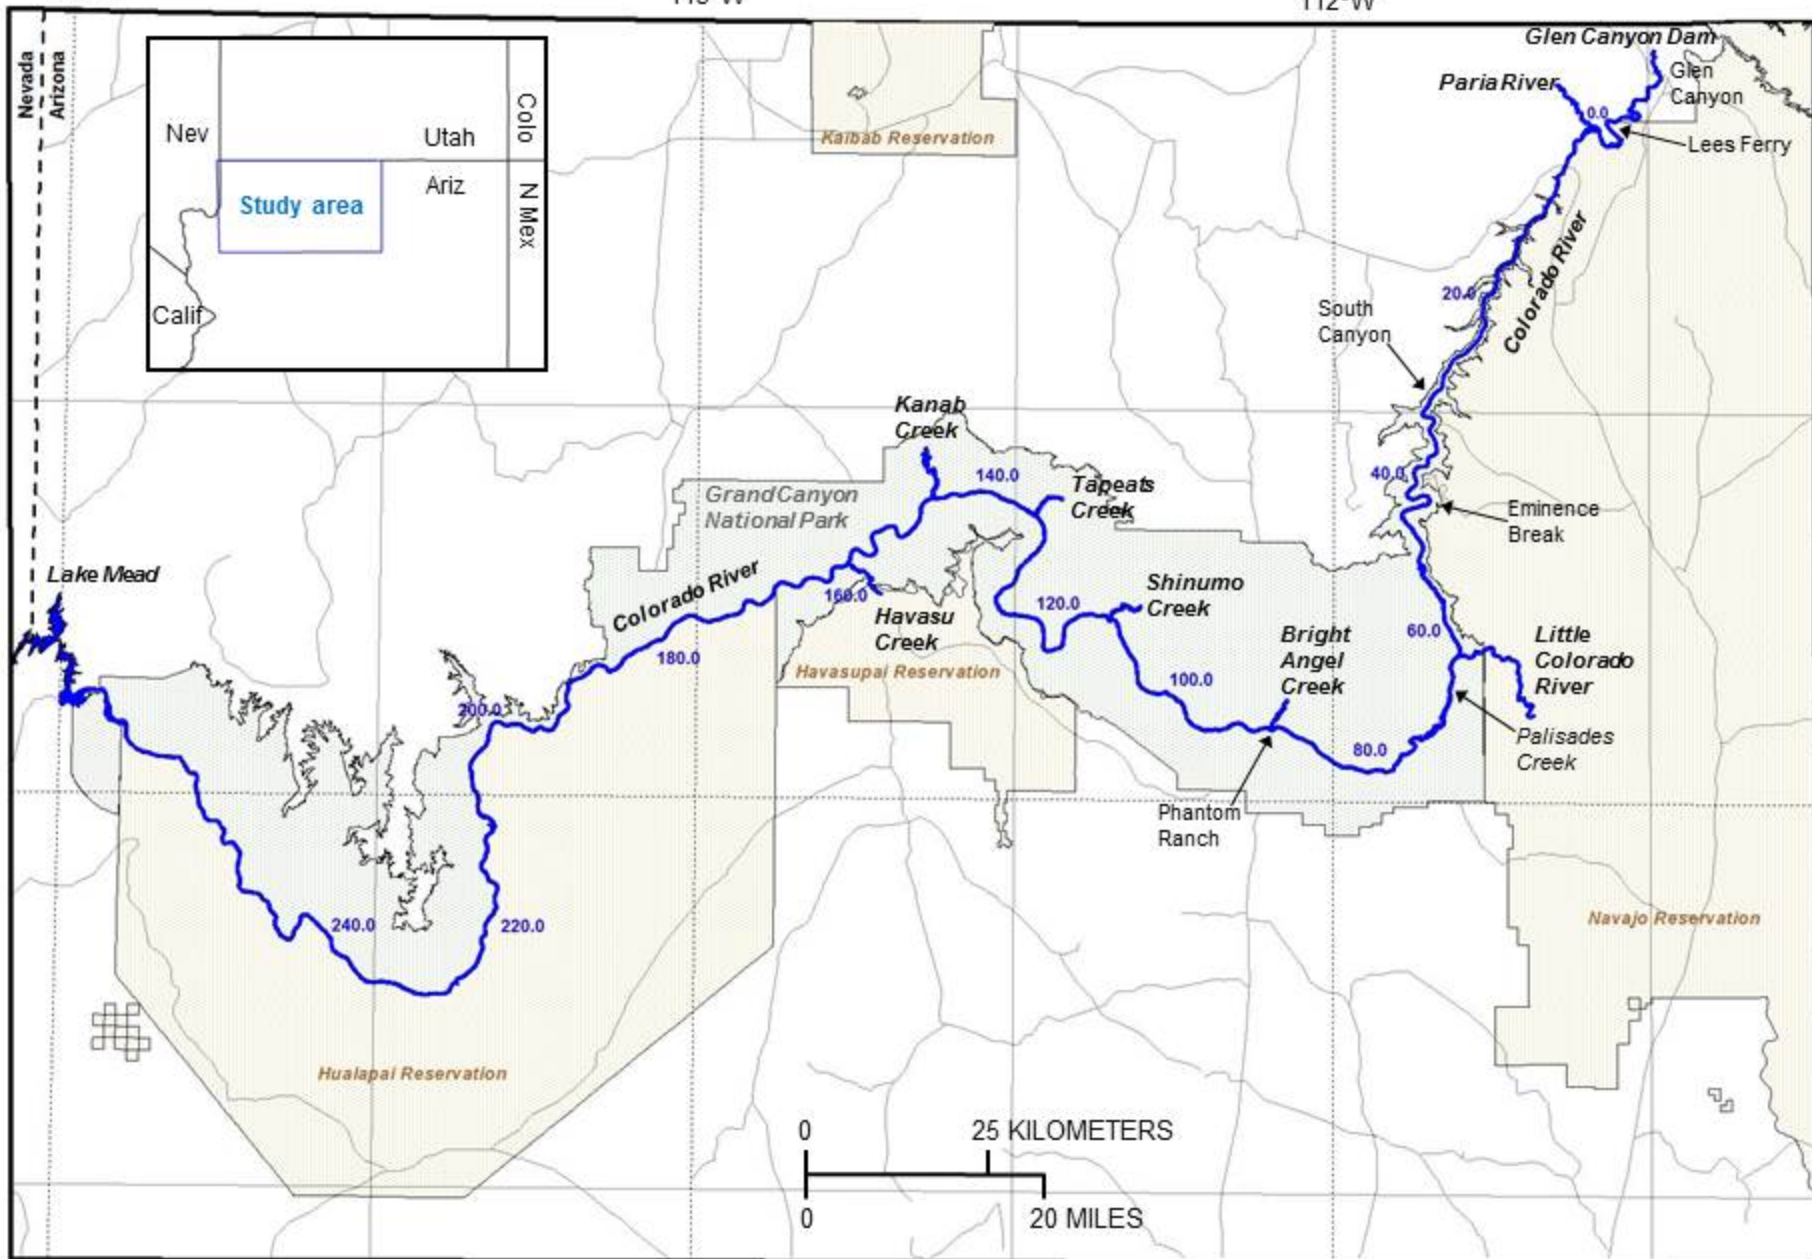 112°W
Nevada
Arizona
Nev
Utah
Colo
Ariz
N Mex
Study area
Calif
Kaibab Reservation
Glen Canyon Dam
Paria River
Glen
Canyon
0.0
Lees Ferry
Colorado River
20.0
South
Canyon
Kanab
Creek
40.0
140.0
Tapeats
Creek
Grand Canyon
National Park
Eminence
Break
Lake Mead
Colorado River
160.0
Havasu
Creek
120.0
Shinumo
Creek
Bright
Angel
Creek
60.0
Little
Colorado
River
180.0
Havasupai Reservation
100.0
200.0
80.0
Palisades
Creek
Phantom
Ranch
240.0
220.0
Navajo Reservation
Hualapai Reservation
0
25 KILOMETERS
0
20 MILES